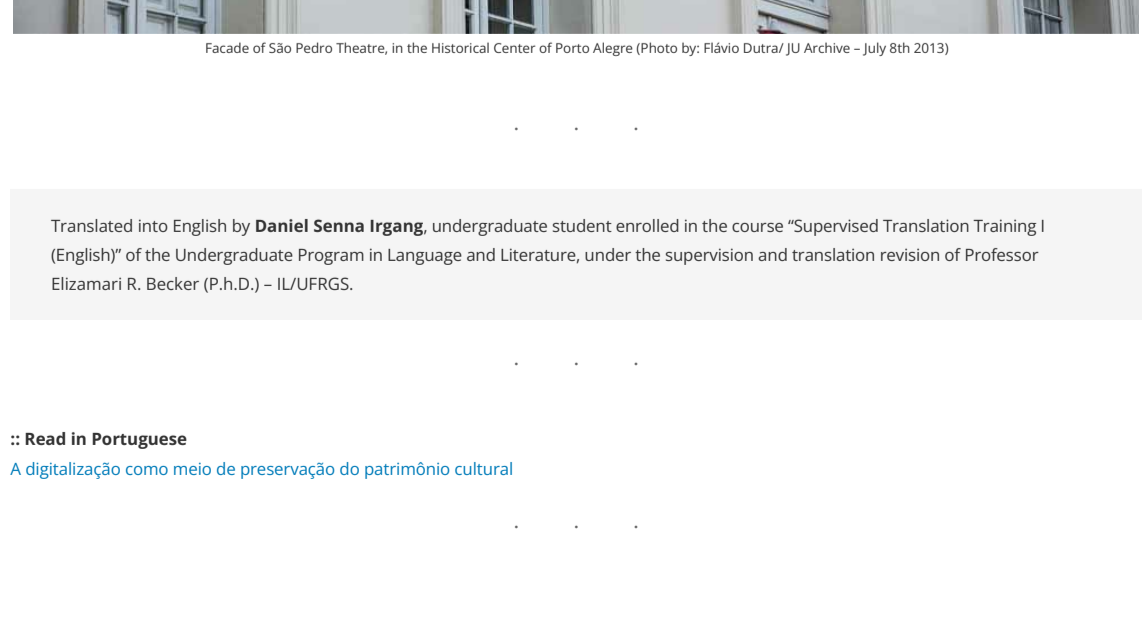 Facade of São Pedro Theatre, in the Historical Center of Porto Alegre (Photo by: Flávio Dutra/ JU Archive – July 8th 2013)
. . .
Translated into English by Daniel Senna Irgang, undergraduate student enrolled in the course “Supervised Translation Training I
(English)” of the Undergraduate Program in Language and Literature, under the supervision and translation revision of Professor
Elizamari R. Becker (P.h.D.) – IL/UFRGS.
. . .
:: Read in Portuguese
A digitalização como meio de preservação do patrimônio cultural
. . .